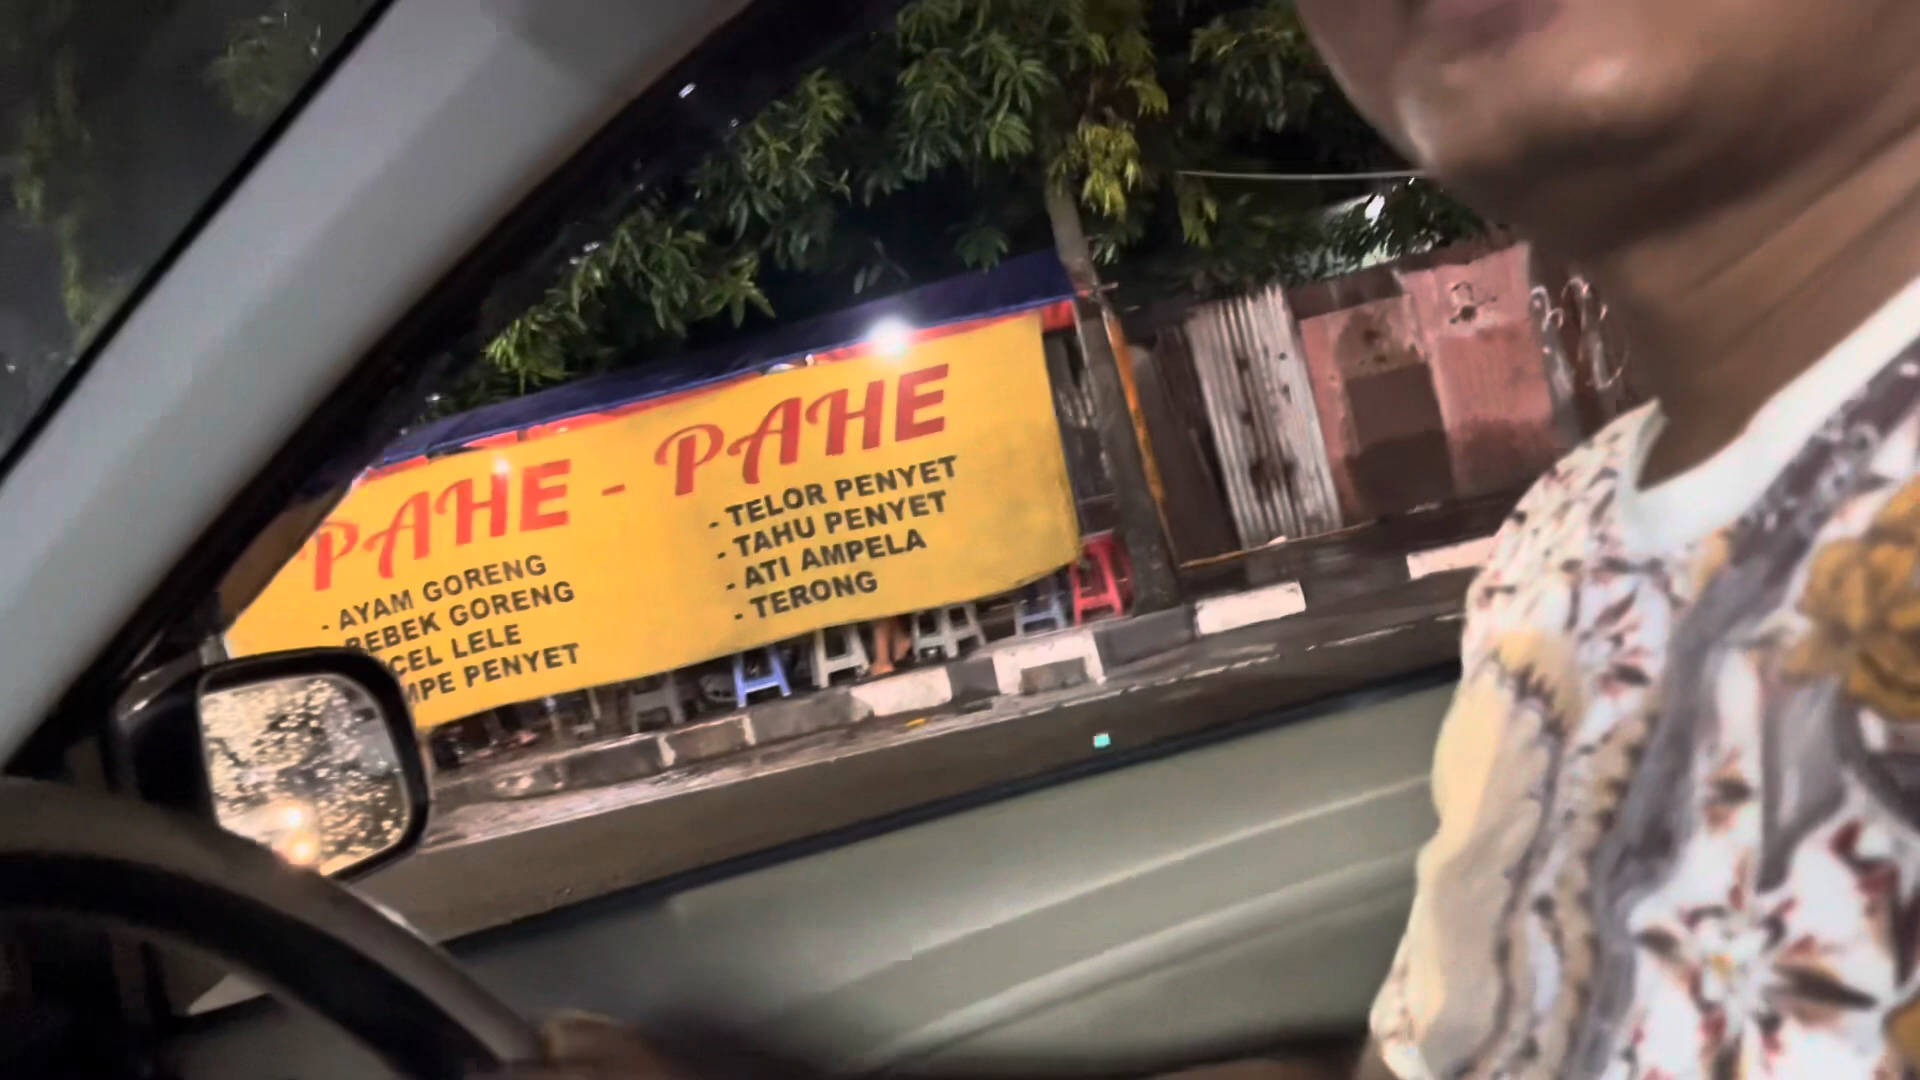 PAHE - PAHE
- AYAM GORENG
BEBEK GORENG
LELE
PENYET
- TELOR PENYET
- TAHU PENYET
- ATI AMPELA
- TERONG